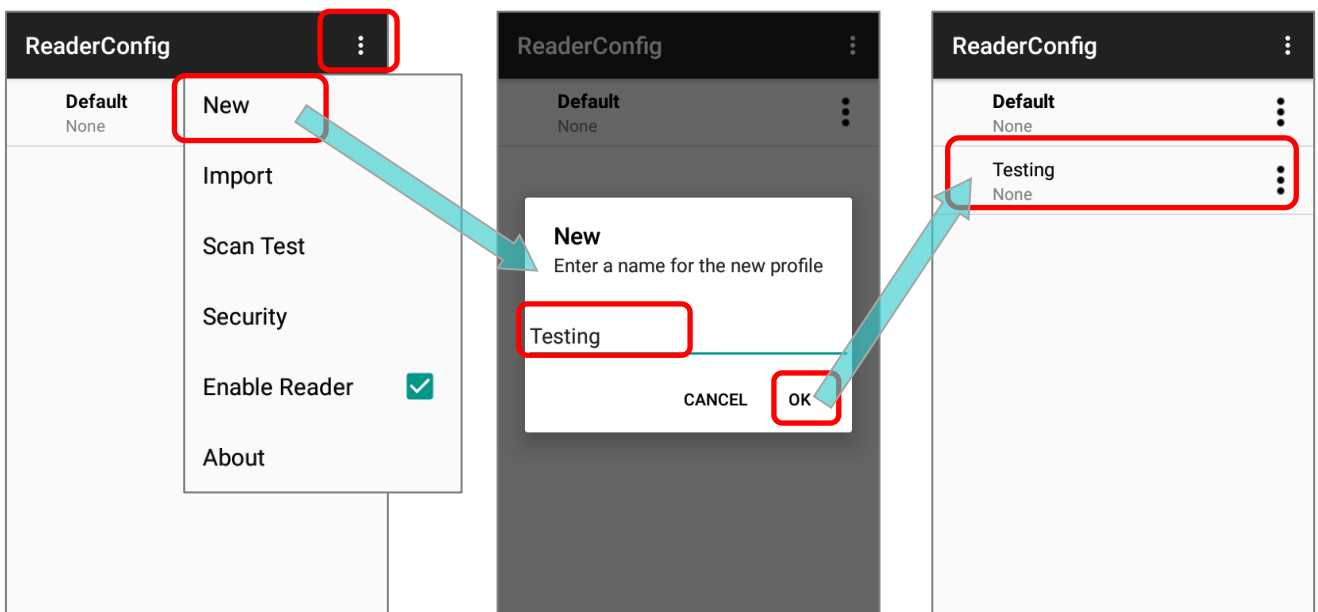 ReaderConfig
Default
None
New
Import
Scan Test
Security
Enable Reader
About
ReaderConfig
Default
None
New
Enter a name for the new profile
Testing
CANCEL OK
ReaderConfig
Default
None
Testing
None